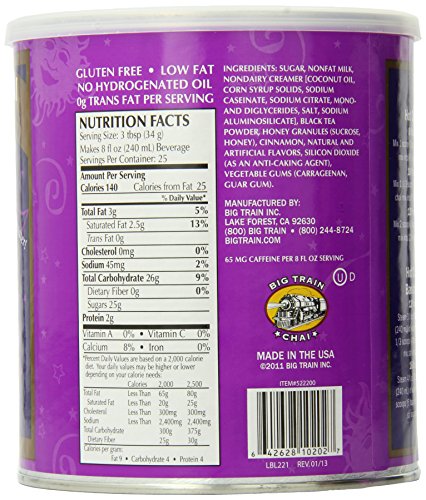 GLUTEN FREE • LOW FAT
NO HYDROGENATED OIL
0g TRANS FAT PER SERVING
NUTRITION FACTS
Serving Size: 3 tbsp (34 g)
Makes 8 fl oz (240 mL) Beverage
Servings Per Container: 25
Amount Per Serving
Calories 140 Calories from Fat 25
% Daily Value*
Total Fat 3g 5%
Saturated Fat 2.5g 13%
Trans Fat 0g
Cholesterol 0mg 0%
Sodium 45mg 2%
Total Carbohydrate 26g 9%
Dietary Fiber 0g 0%
Sugars 25g
Protein 2g
Vitamin A 0% • Vitamin C 0%
Calcium 8% • Iron 0%
*Percent Daily Values are based on a 2,000 calorie
diet. Your daily values may be higher or lower
depending on your calorie needs.
Calories 2,000 2,500
Total Fat Less Than 65g 80g
Saturated Fat Less Than 20g 25g
Cholesterol Less Than 300mg 300mg
Sodium Less Than 2,400mg 2,400mg
Total Carbohydrate 300g 375g
Dietary Fiber 25g 30g
Calories per gram:
Fat 9 • Carbohydrate 4 • Protein 4
INGREDIENTS: SUGAR, NONFAT MILK,
NONDAIRY CREAMER [COCONUT OIL,
CORN SYRUP SOLIDS, SODIUM
CASEINATE, SODIUM CITRATE, MONO-
AND DIGLYCERIDES, SALT, SODIUM
ALUMINOSILICATE], BLACK TEA
POWDER, HONEY GRANULES (SUCROSE,
HONEY), CINNAMON, NATURAL AND
ARTIFICIAL FLAVORS, SILICON DIOXIDE
(AS AN ANTI-CAKING AGENT),
VEGETABLE GUMS (CARRAGEENAN,
GUAR GUM).
DISTRIBUTED BY:
BIG TRAIN INC.
LAKE FOREST, CA 92630
(800) BIG TRAIN • (800) 244-8724
BIGTRAIN.COM
65 MG CAFFEINE PER 8 FL OZ SERVING
BIG TRAIN
CHAI
U D
MADE IN THE USA
©2011 BIG TRAIN INC.
ITEM#522200
6 42628 10202 7
LBL221 REV. 01/13